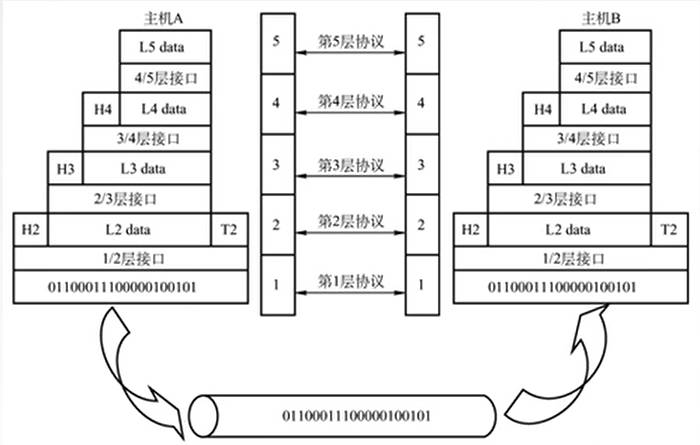 主机A
L5 data
4/5层接口
H4 L4 data
3/4层接口
H3 L3 data
2/3层接口
H2 L2 data T2
1/2层接口
01100011100000100101
5 第5层协议 5
4 第4层协议 4
3 第3层协议 3
2 第2层协议 2
1 第1层协议 1
主机B
L5 data
4/5层接口
H4 L4 data
3/4层接口
H3 L3 data
2/3层接口
H2 L2 data T2
1/2层接口
01100011100000100101
01100011100000100101